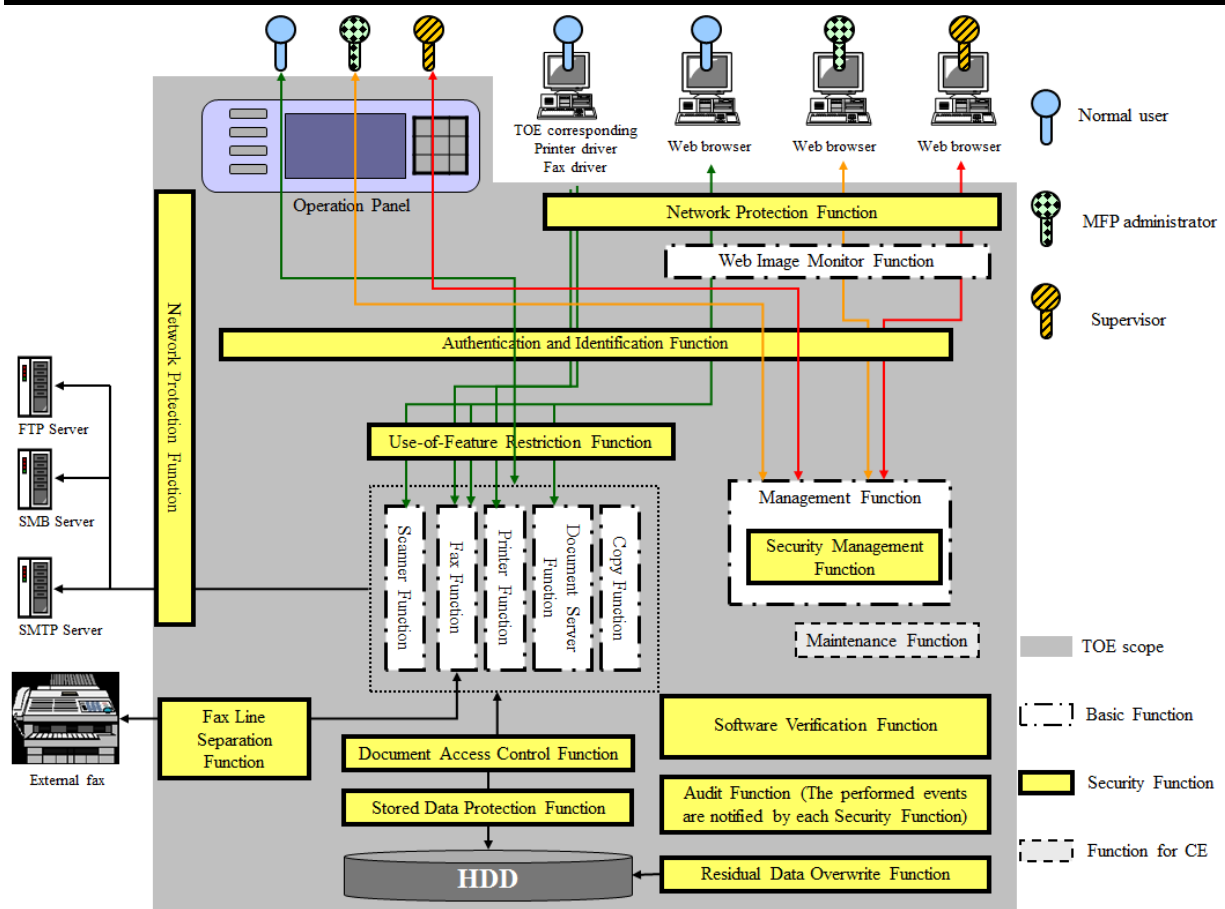 TOE corresponding
Printer driver
Fax driver
Web browser
Web browser
Web browser
Normal user
Operation Panel
Network Protection Function
MFP administrator
Web Image Monitor Function
Supervisor
Network Protection Function
Authentication and Identification Function
FTP Server
Use-of-Feature Restriction Function
SMB Server
Management Function
Security Management
Function
Scanner Function
Fax Function
Printer Function
Document Server
Function
Copy Function
SMTP Server
Maintenance Function
TOE scope
Fax Line
Separation
Function
External fax
Software Verification Function
Basic Function
Document Access Control Function
Security Function
Audit Function (The performed events
are notified by each Security Function)
Stored Data Protection Function
Function for CE
HDD
Residual Data Overwrite Function